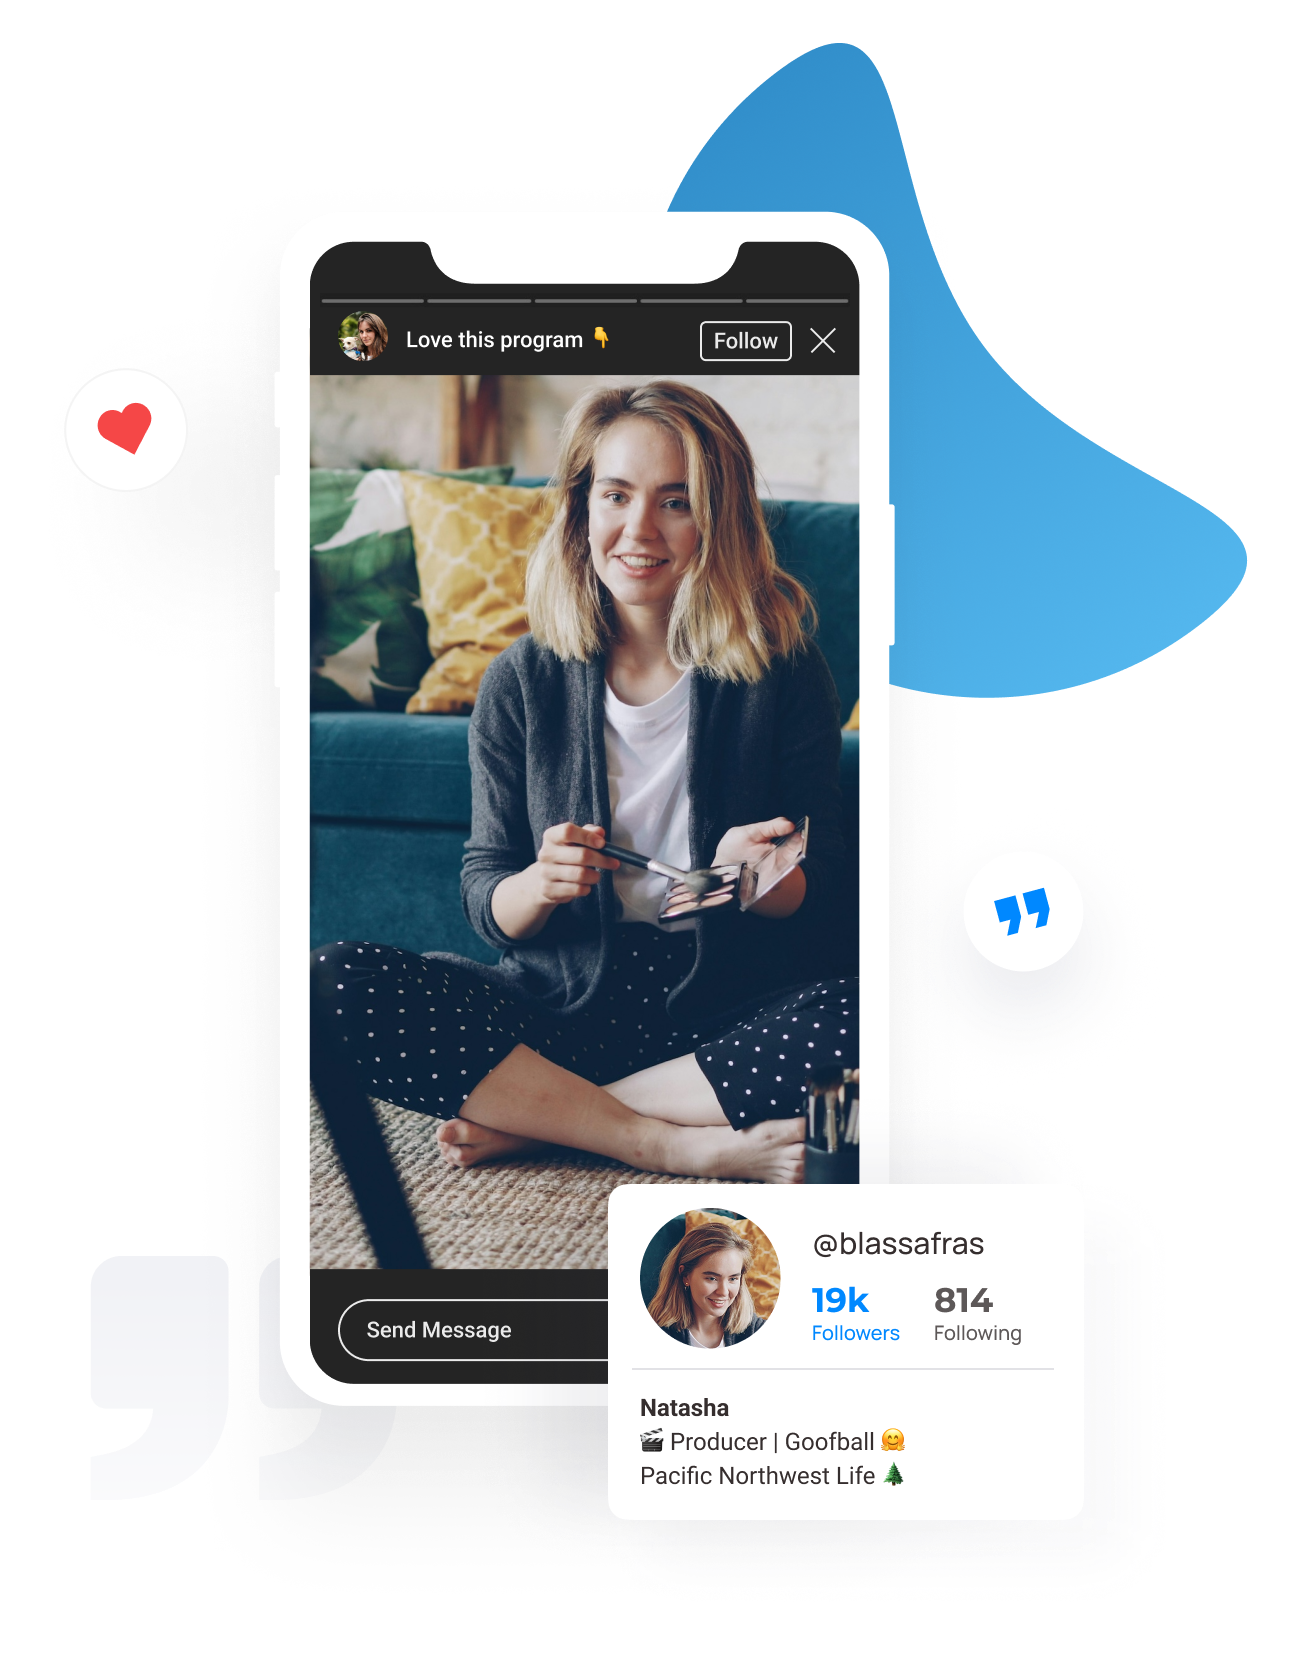 Love this program 👇
Follow
Send Message
@blassafras
19k
Followers
814
Following
Natasha
🎬 Producer | Goofball 🤗
Pacific Northwest Life 🌲